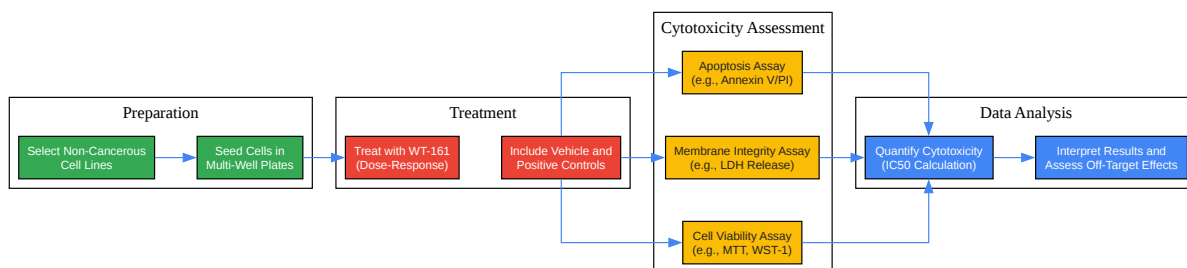 Preparation
Select Non-Cancerous
Cell Lines
Seed Cells in
Multi-Well Plates
Treatment
Treat with WT-161
(Dose-Response)
Include Vehicle and
Positive Controls
Cytotoxicity Assessment
Apoptosis Assay
(e.g., Annexin V/PI)
Membrane Integrity Assay
(e.g., LDH Release)
Cell Viability Assay
(e.g., MTT, WST-1)
Data Analysis
Quantify Cytotoxicity
(IC50 Calculation)
Interpret Results and
Assess Off-Target Effects